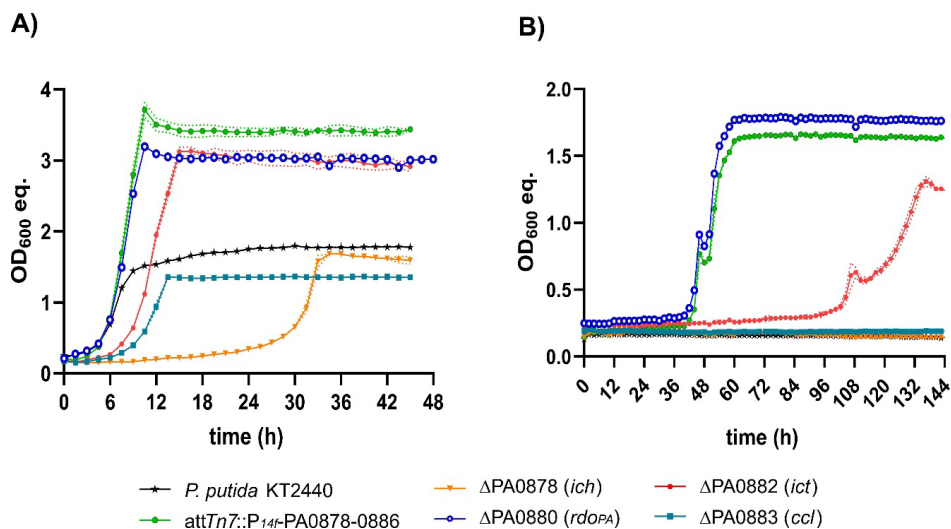 A)
B)
4
3
2
1
0
OD600 eq.
0 6 12 18 24 30 36 42 48
time (h)
2.0
1.5
1.0
0.5
0.0
OD600 eq.
0 12 24 36 48 60 72 84 96 108 120 132 144
time (h)
P. putida KT2440
attTn7::P14f-PA0878-0886
ΔPA0878 (ich)
ΔPA0880 (rdoPA)
ΔPA0882 (ict)
ΔPA0883 (ccl)